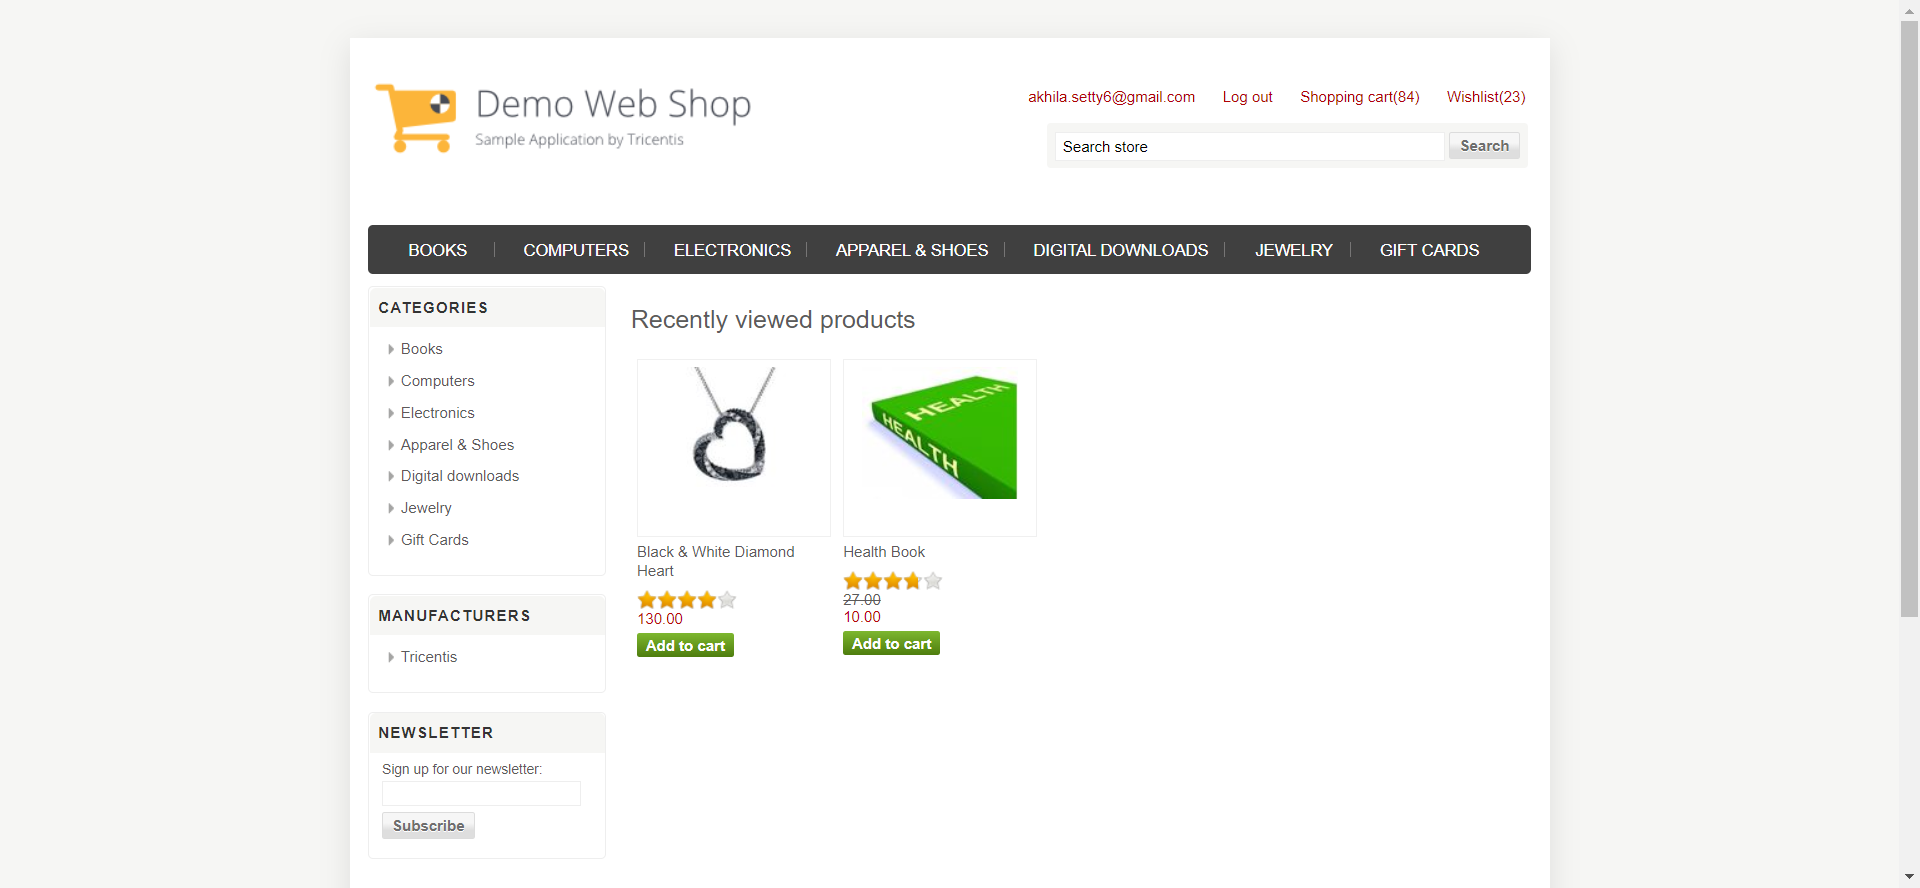 Demo Web Shop
Sample Application by Tricentis
akhila.setty6@gmail.com Log out Shopping cart(84) Wishlist(23)
Search store Search
BOOKS COMPUTERS ELECTRONICS APPAREL & SHOES DIGITAL DOWNLOADS JEWELRY GIFT CARDS
CATEGORIES
Books
Computers
Electronics
Apparel & Shoes
Digital downloads
Jewelry
Gift Cards
MANUFACTURERS
Tricentis
NEWSLETTER
Sign up for our newsletter:
Subscribe
Recently viewed products
Black & White Diamond
Heart
130.00
Add to cart
HEALTH
HEALTH
Health Book
27.00
10.00
Add to cart